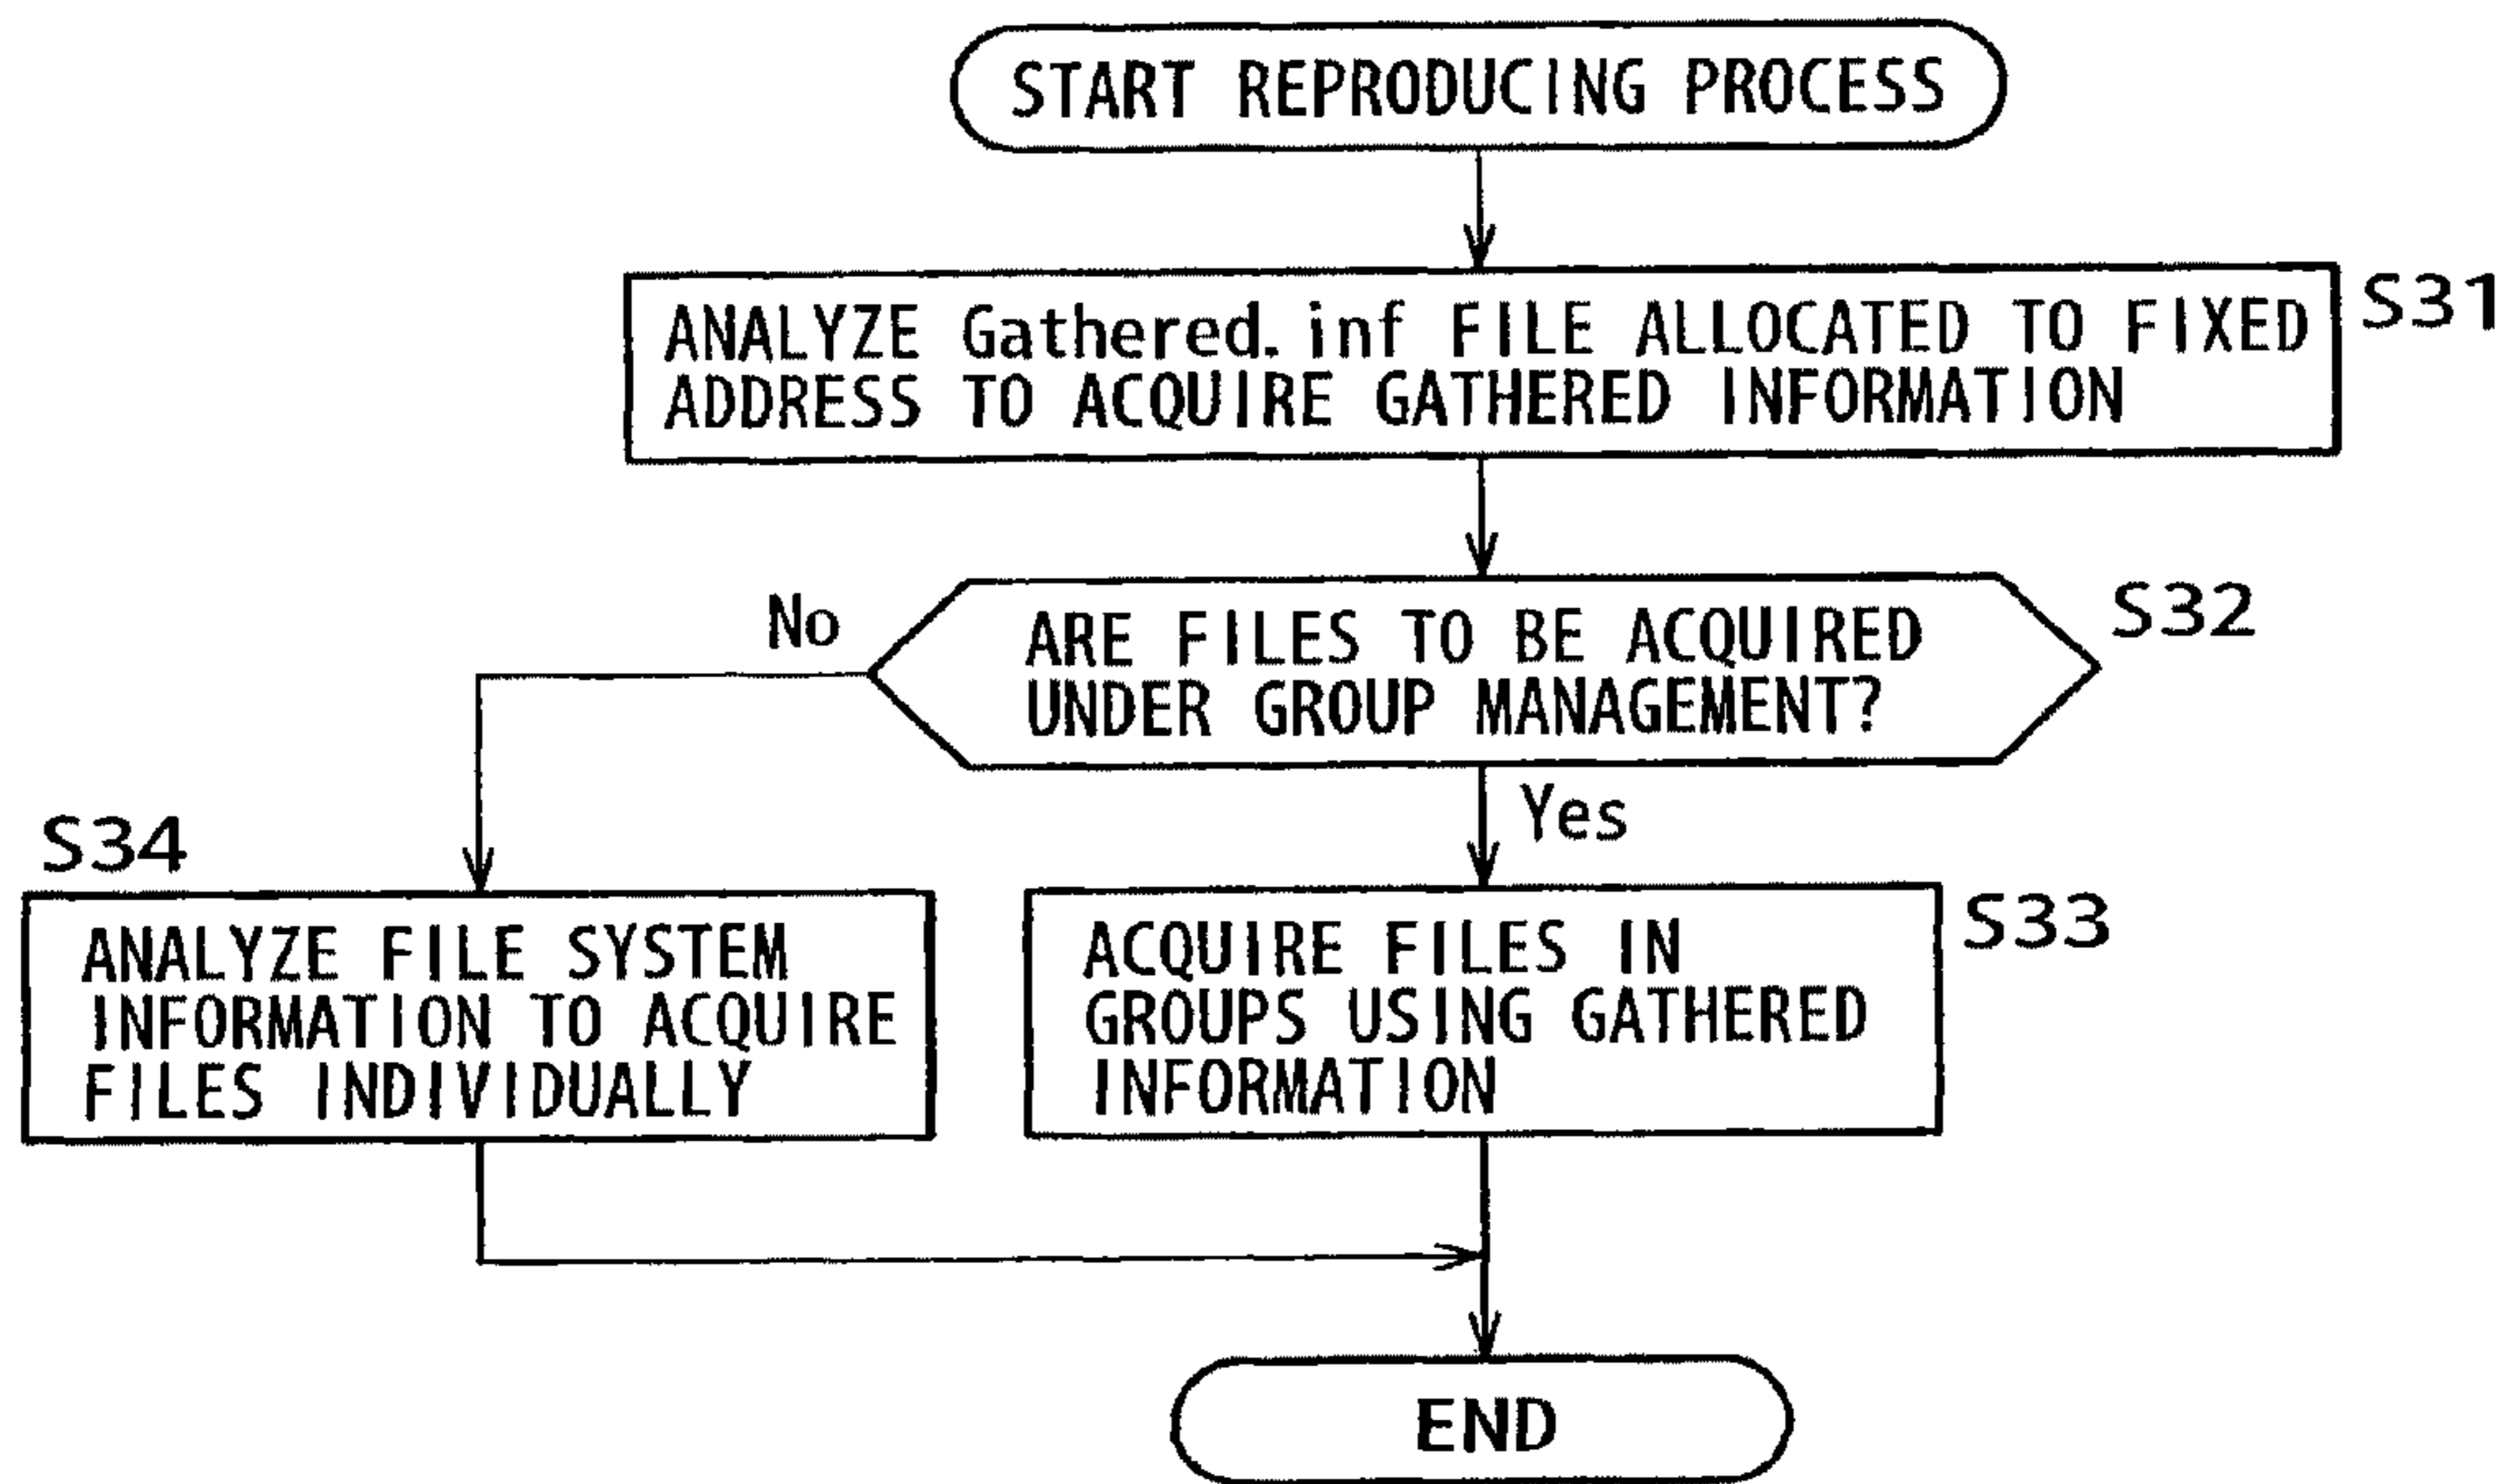 START REPRODUCING PROCESS
S31
ANALYZE Gathered.inf FILE ALLOCATED TO FIXED
ADDRESS TO ACQUIRE GATHERED INFORMATION
S32
No
ARE FILES TO BE ACQUIRED
UNDER GROUP MANAGEMENT?
Yes
S34
ANALYZE FILE SYSTEM
INFORMATION TO ACQUIRE
FILES INDIVIDUALLY
S33
ACQUIRE FILES IN
GROUPS USING GATHERED
INFORMATION
END